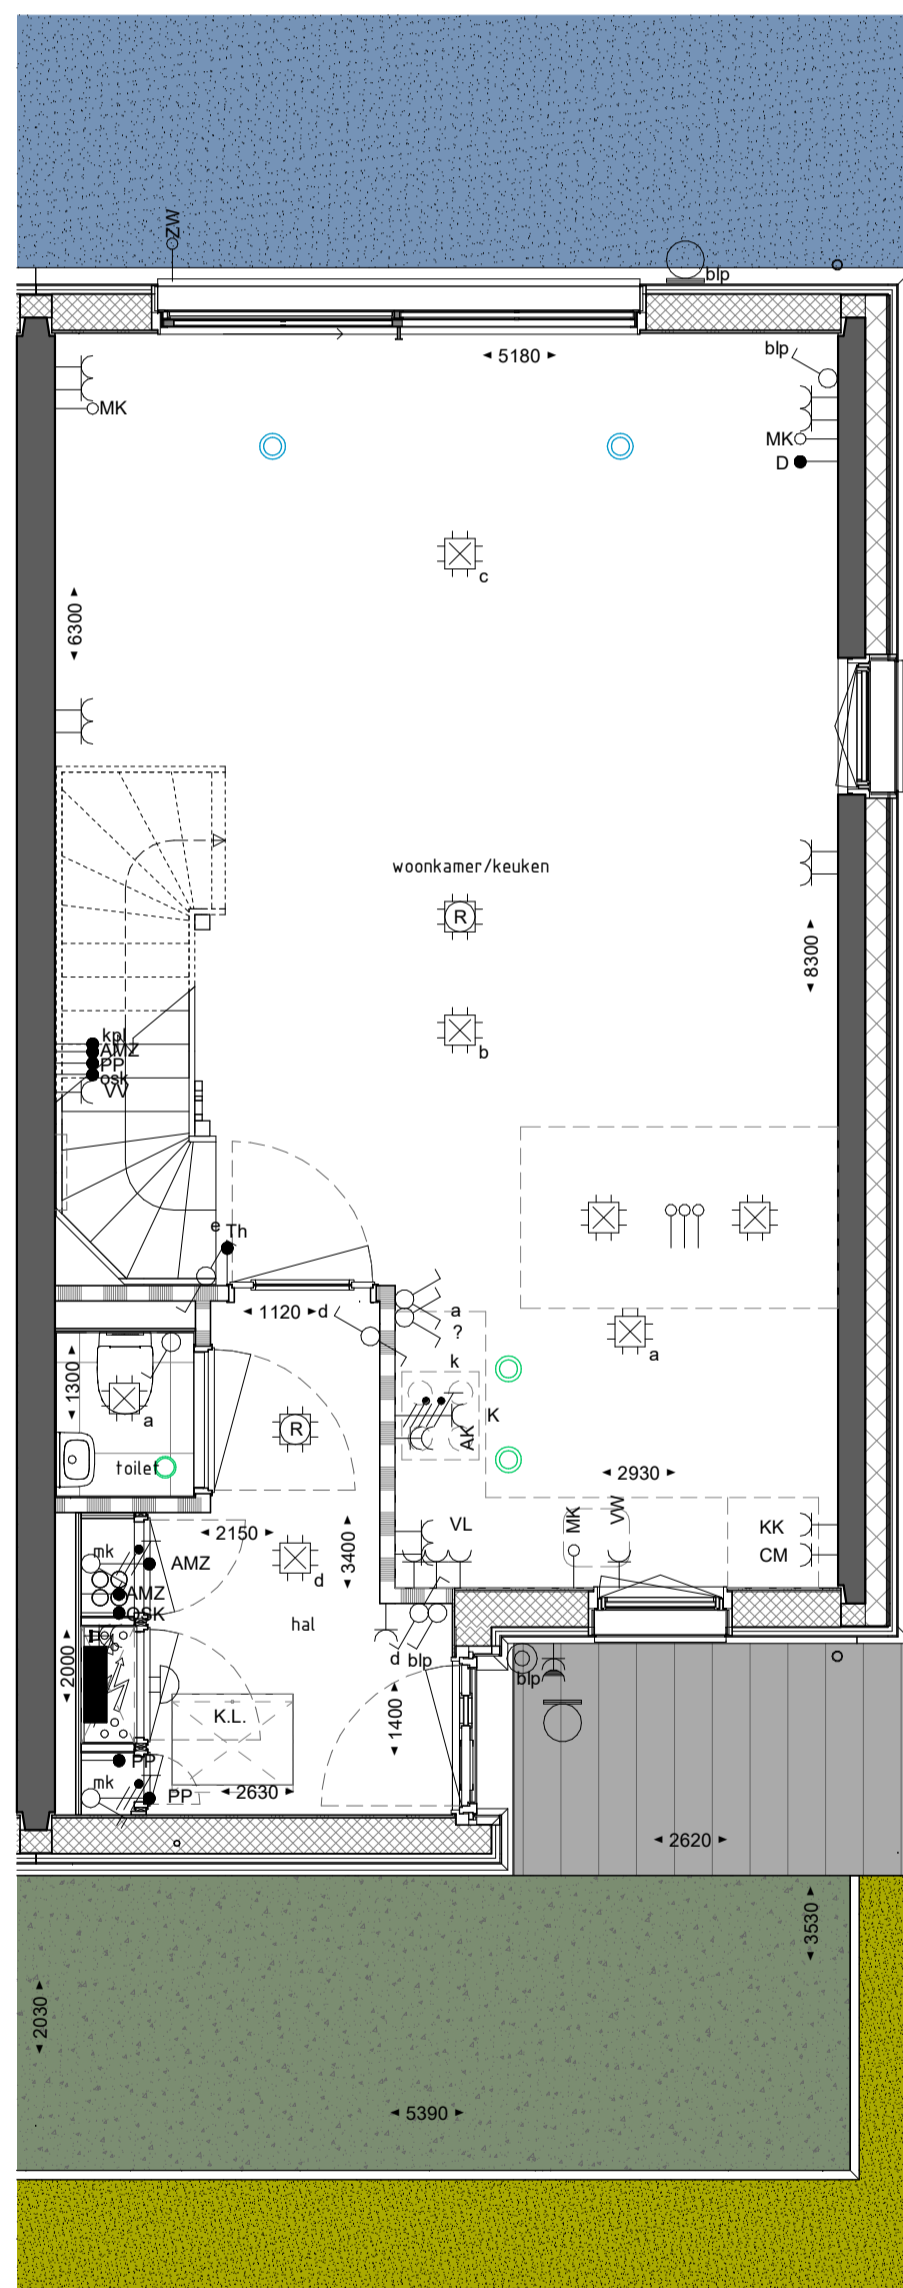 ZW
blp
5180
blp
MK
MK
D
c
6300
woonkamer/keuken
R
8300
b
kpl
AMZ
PP
osk
VV
e
Th
1120
d
a
?
a
k
1300
a
K
AK
R
toilet
2930
2150
3400
VL
MK
VW
KK
CM
mk
AMZ
d
AMZ
OSK
hal
2000
d
blp
blp
1400
K.L.
PP
mk
PP
2630
2620
3530
2030
5390